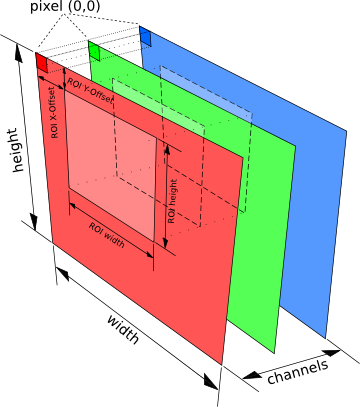 pixel (0,0)
ROI Y-Offset
ROI X-Offset
height
ROI height
ROI width
width
channels